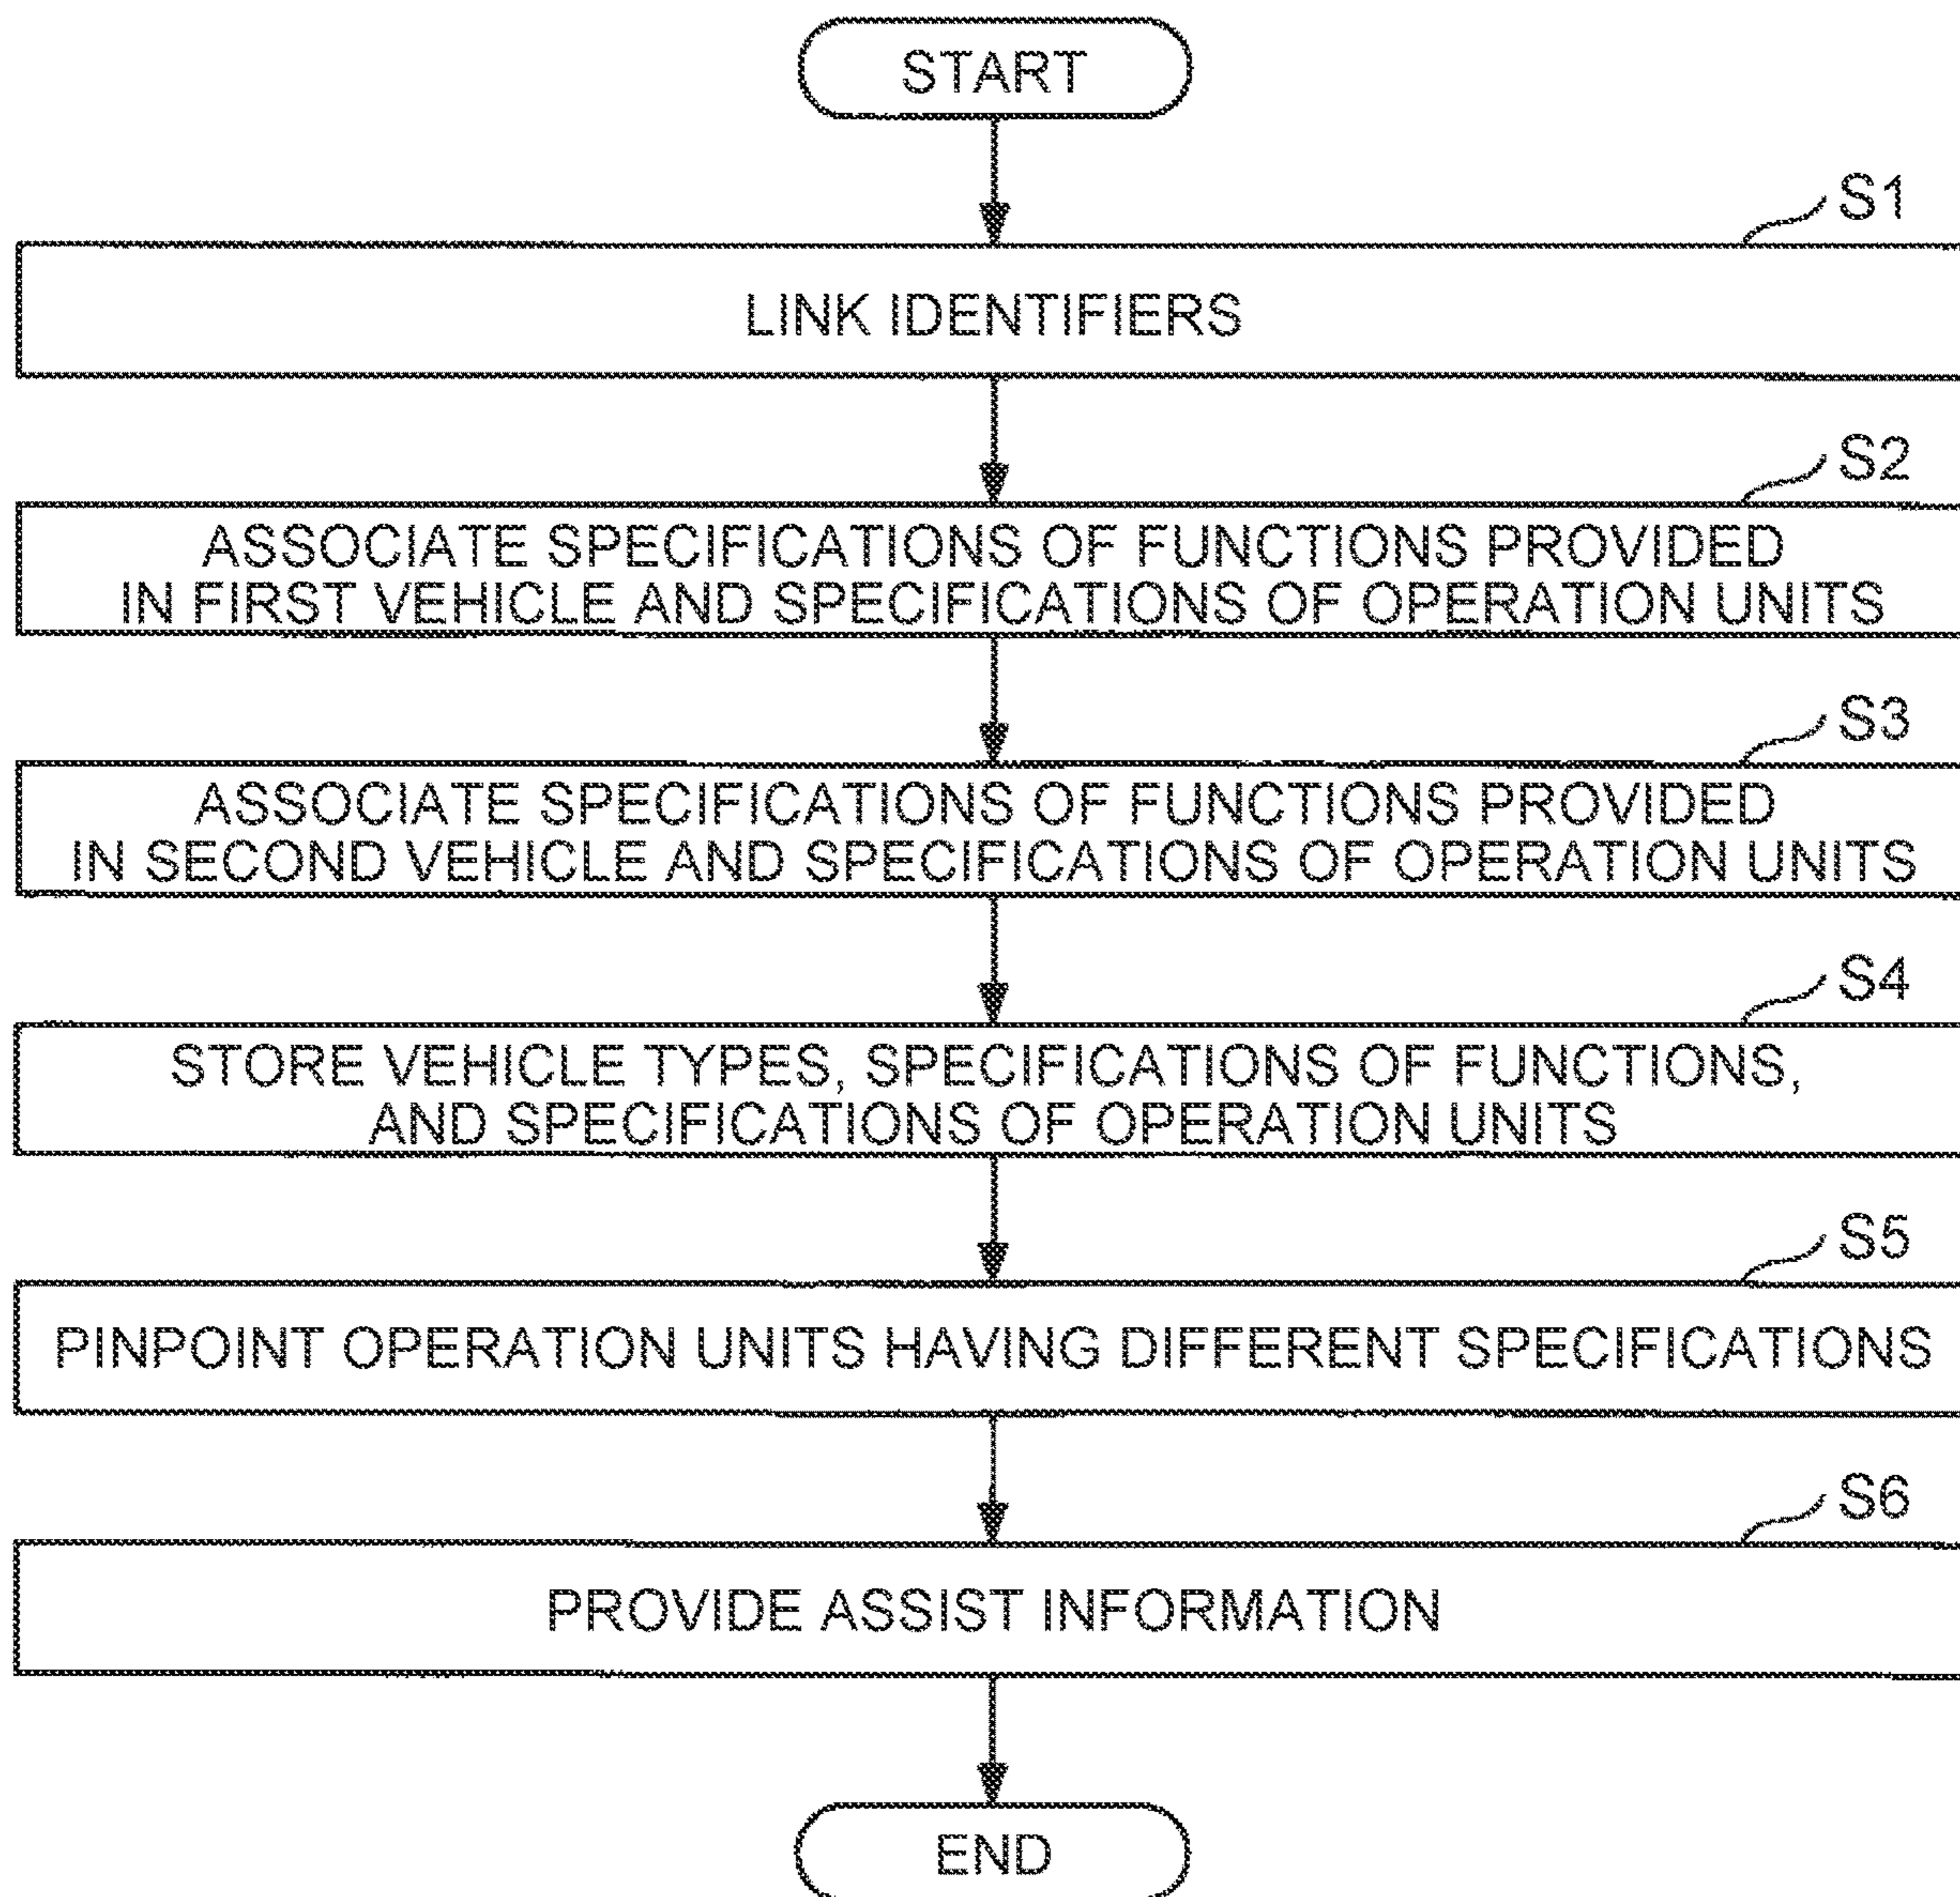 START
S1
LINK IDENTIFIERS
S2
ASSOCIATE SPECIFICATIONS OF FUNCTIONS PROVIDED
IN FIRST VEHICLE AND SPECIFICATIONS OF OPERATION UNITS
S3
ASSOCIATE SPECIFICATIONS OF FUNCTIONS PROVIDED
IN SECOND VEHICLE AND SPECIFICATIONS OF OPERATION UNITS
S4
STORE VEHICLE TYPES, SPECIFICATIONS OF FUNCTIONS,
AND SPECIFICATIONS OF OPERATION UNITS
S5
PINPOINT OPERATION UNITS HAVING DIFFERENT SPECIFICATIONS
S6
PROVIDE ASSIST INFORMATION
END